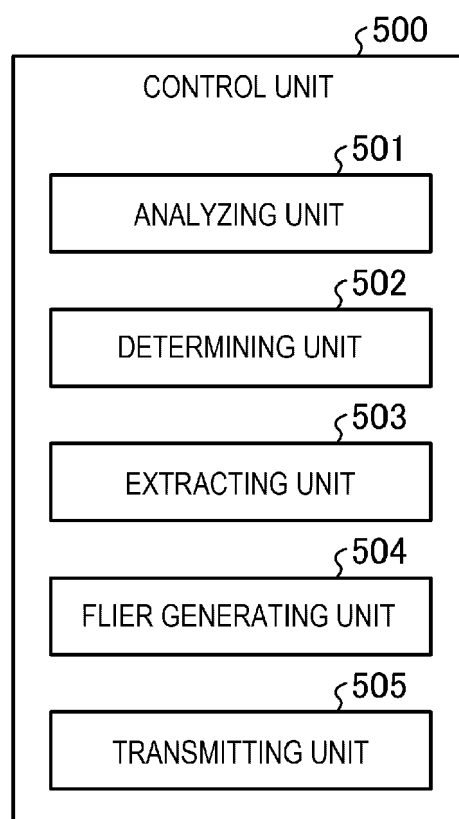 500
CONTROL UNIT
501
ANALYZING UNIT
502
DETERMINING UNIT
503
EXTRACTING UNIT
504
FLIER GENERATING UNIT
505
TRANSMITTING UNIT